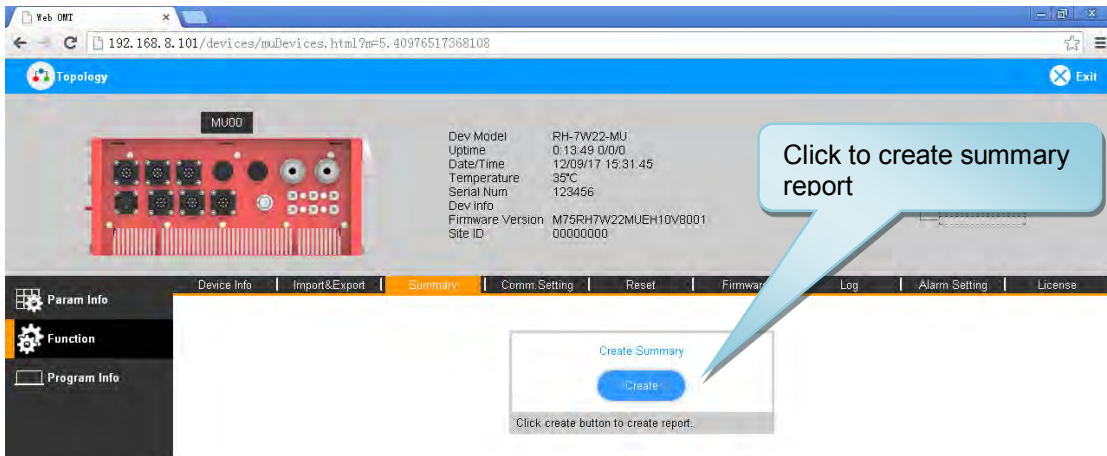 Web OMT
192.168.8.101/devices/muDevices.html?m=5.40976517368108
Topology
Exit
MU00
Dev Model RH-7W22-MU
Uptime 0:13:49 0/0/0
Date/Time 12/09/17 15:31:45
Temperature 35°C
Serial Num 123456
Dev Info
Firmware Version M75RH7W22MUEH10V8001
Site ID 00000000
Click to create summary
report
Device Info Import&Export Summary Comm.Setting Reset Firmwar Log Alarm Setting License
Param Info
Function
Program Info
Create Summary
Create
Click create button to create report.